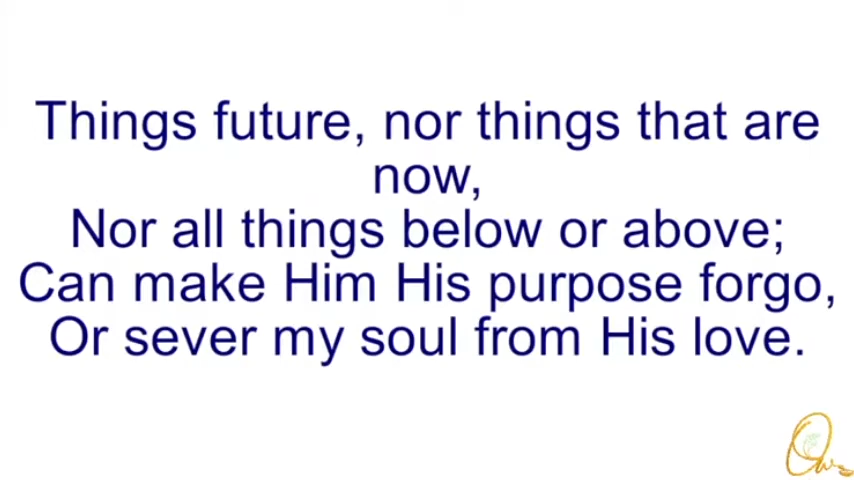 Things future, nor things that are
now,
Nor all things below or above;
Can make Him His purpose forgo,
Or sever my soul from His love.